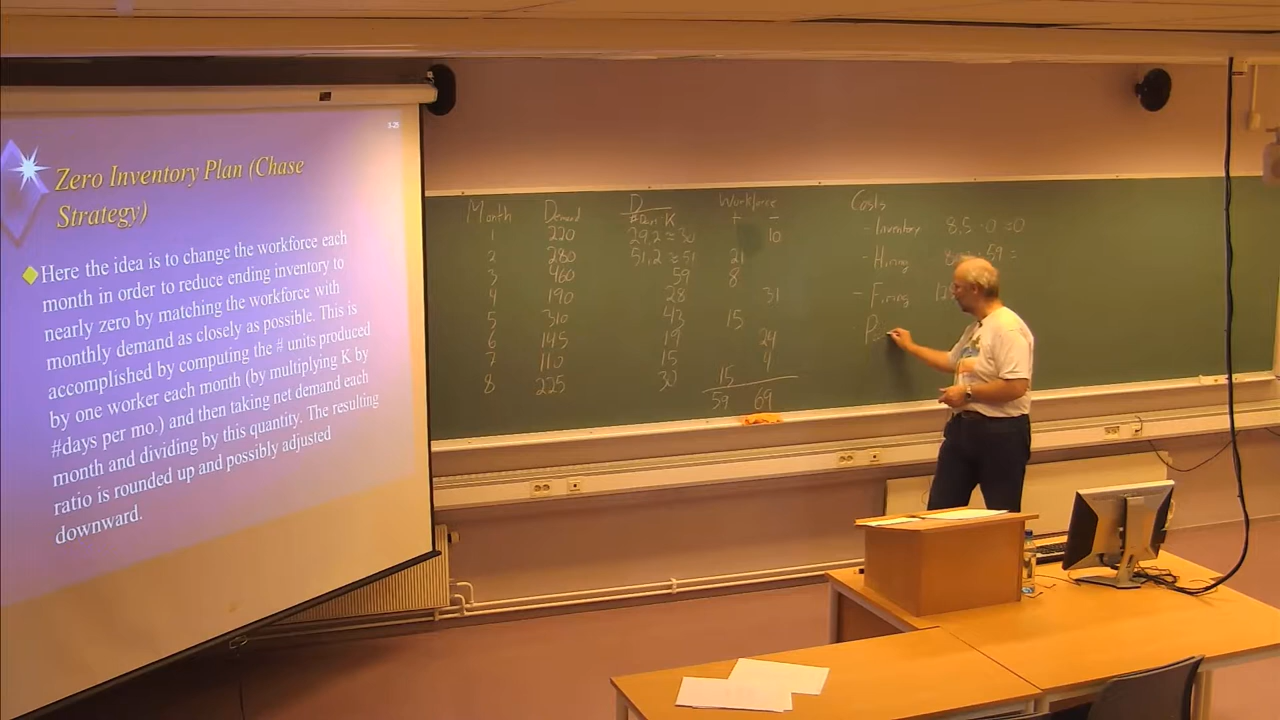 1-25
Zero Inventory Plan (Chase
Strategy)
Here the idea is to change the workforce each
month in order to reduce ending inventory to
nearly zero by matching the workforce with
monthly demand as closely as possible. This is
accomplished by computing the # units produced
by one worker each month (by multiplying K by
#days per mo.) and then taking net demand each
month and dividing by this quantity. The resulting
ratio is rounded up and possibly adjusted
downward.
Month Demand D Workforce
#Days·K + -
1 220 29,2 ≈ 30 10
2 280 51,2 ≈ 51 21
3 460 59 8
4 190 28 31
5 310 43 15
6 145 19 24
7 110 15 4
8 225 30 15
59 69
Costs
- Inventory 8,5 · 0 = 0
- Hiring 59 =
- Firing